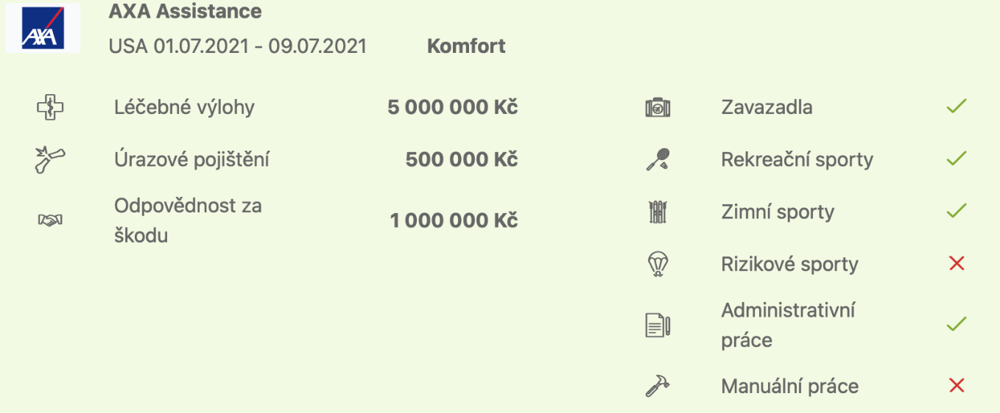 AXA
AXA Assistance
USA 01.07.2021 - 09.07.2021 Komfort
Léčebné výlohy 5 000 000 Kč
Úrazové pojištění 500 000 Kč
Odpovědnost za
škodu 1 000 000 Kč
Zavazadla
Rekreační sporty
Zimní sporty
Rizikové sporty
Administrativní
práce
Manuální práce